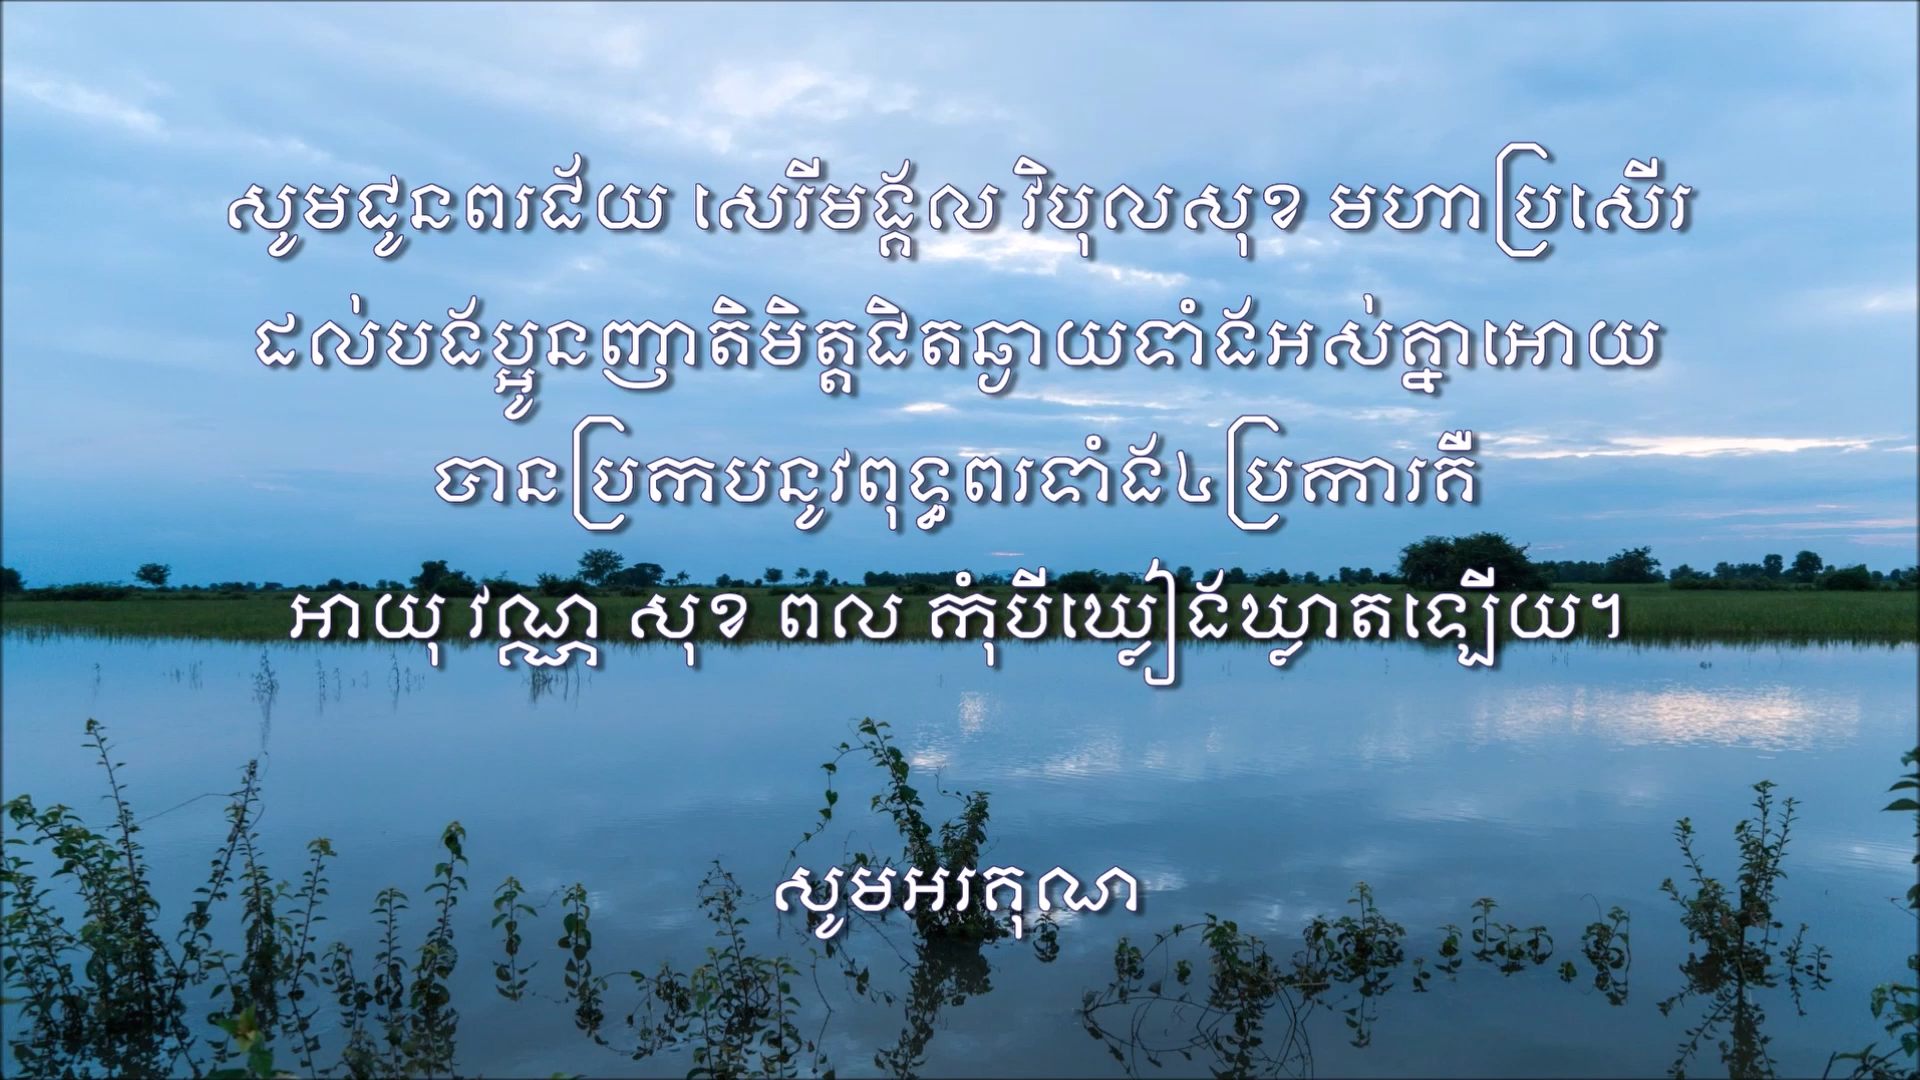 សូមជូនពរជ័យ សេរីមង្គល វិបុលសុខ មហាប្រសើរ
ដល់បងប្អូនញាតិមិត្តជិតឆ្ងាយទាំងអស់គ្នាអោយ
បានប្រកបនូវពុទ្ធពរទាំង៤ប្រការគឺ
អាយុ វណ្ណ សុខ ពល កុំបីឃ្លៀងឃ្លាតឡើយ។
សូមអរគុណ